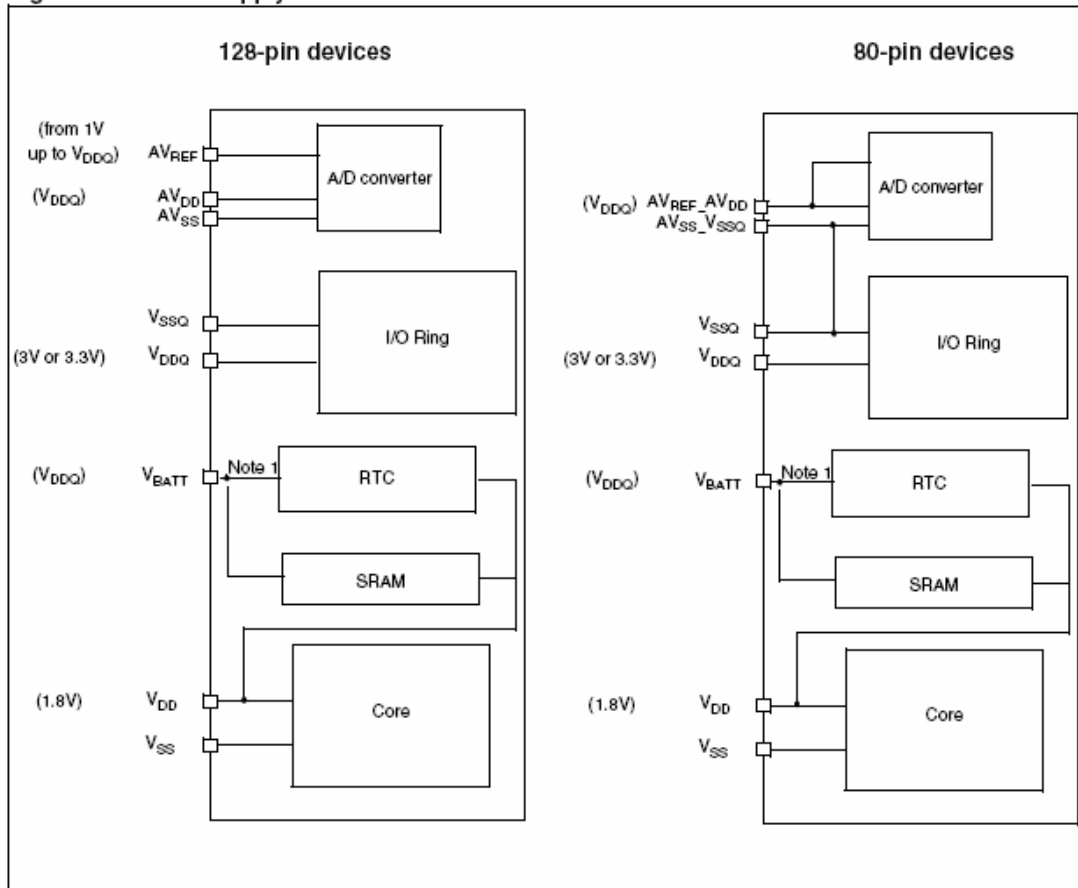 128-pin devices
(from 1V
up to VDDQ)
AVREF
(VDDQ)
AVDD
AVSS
A/D converter
VSSQ
(3V or 3.3V)
VDDQ
I/O Ring
(VDDQ)
VBATT
Note 1
RTC
SRAM
(1.8V)
VDD
VSS
Core
80-pin devices
(VDDQ)
AVREF_AVDD
AVSS_VSSQ
A/D converter
VSSQ
(3V or 3.3V)
VDDQ
I/O Ring
(VDDQ)
VBATT
Note 1
RTC
SRAM
(1.8V)
VDD
VSS
Core